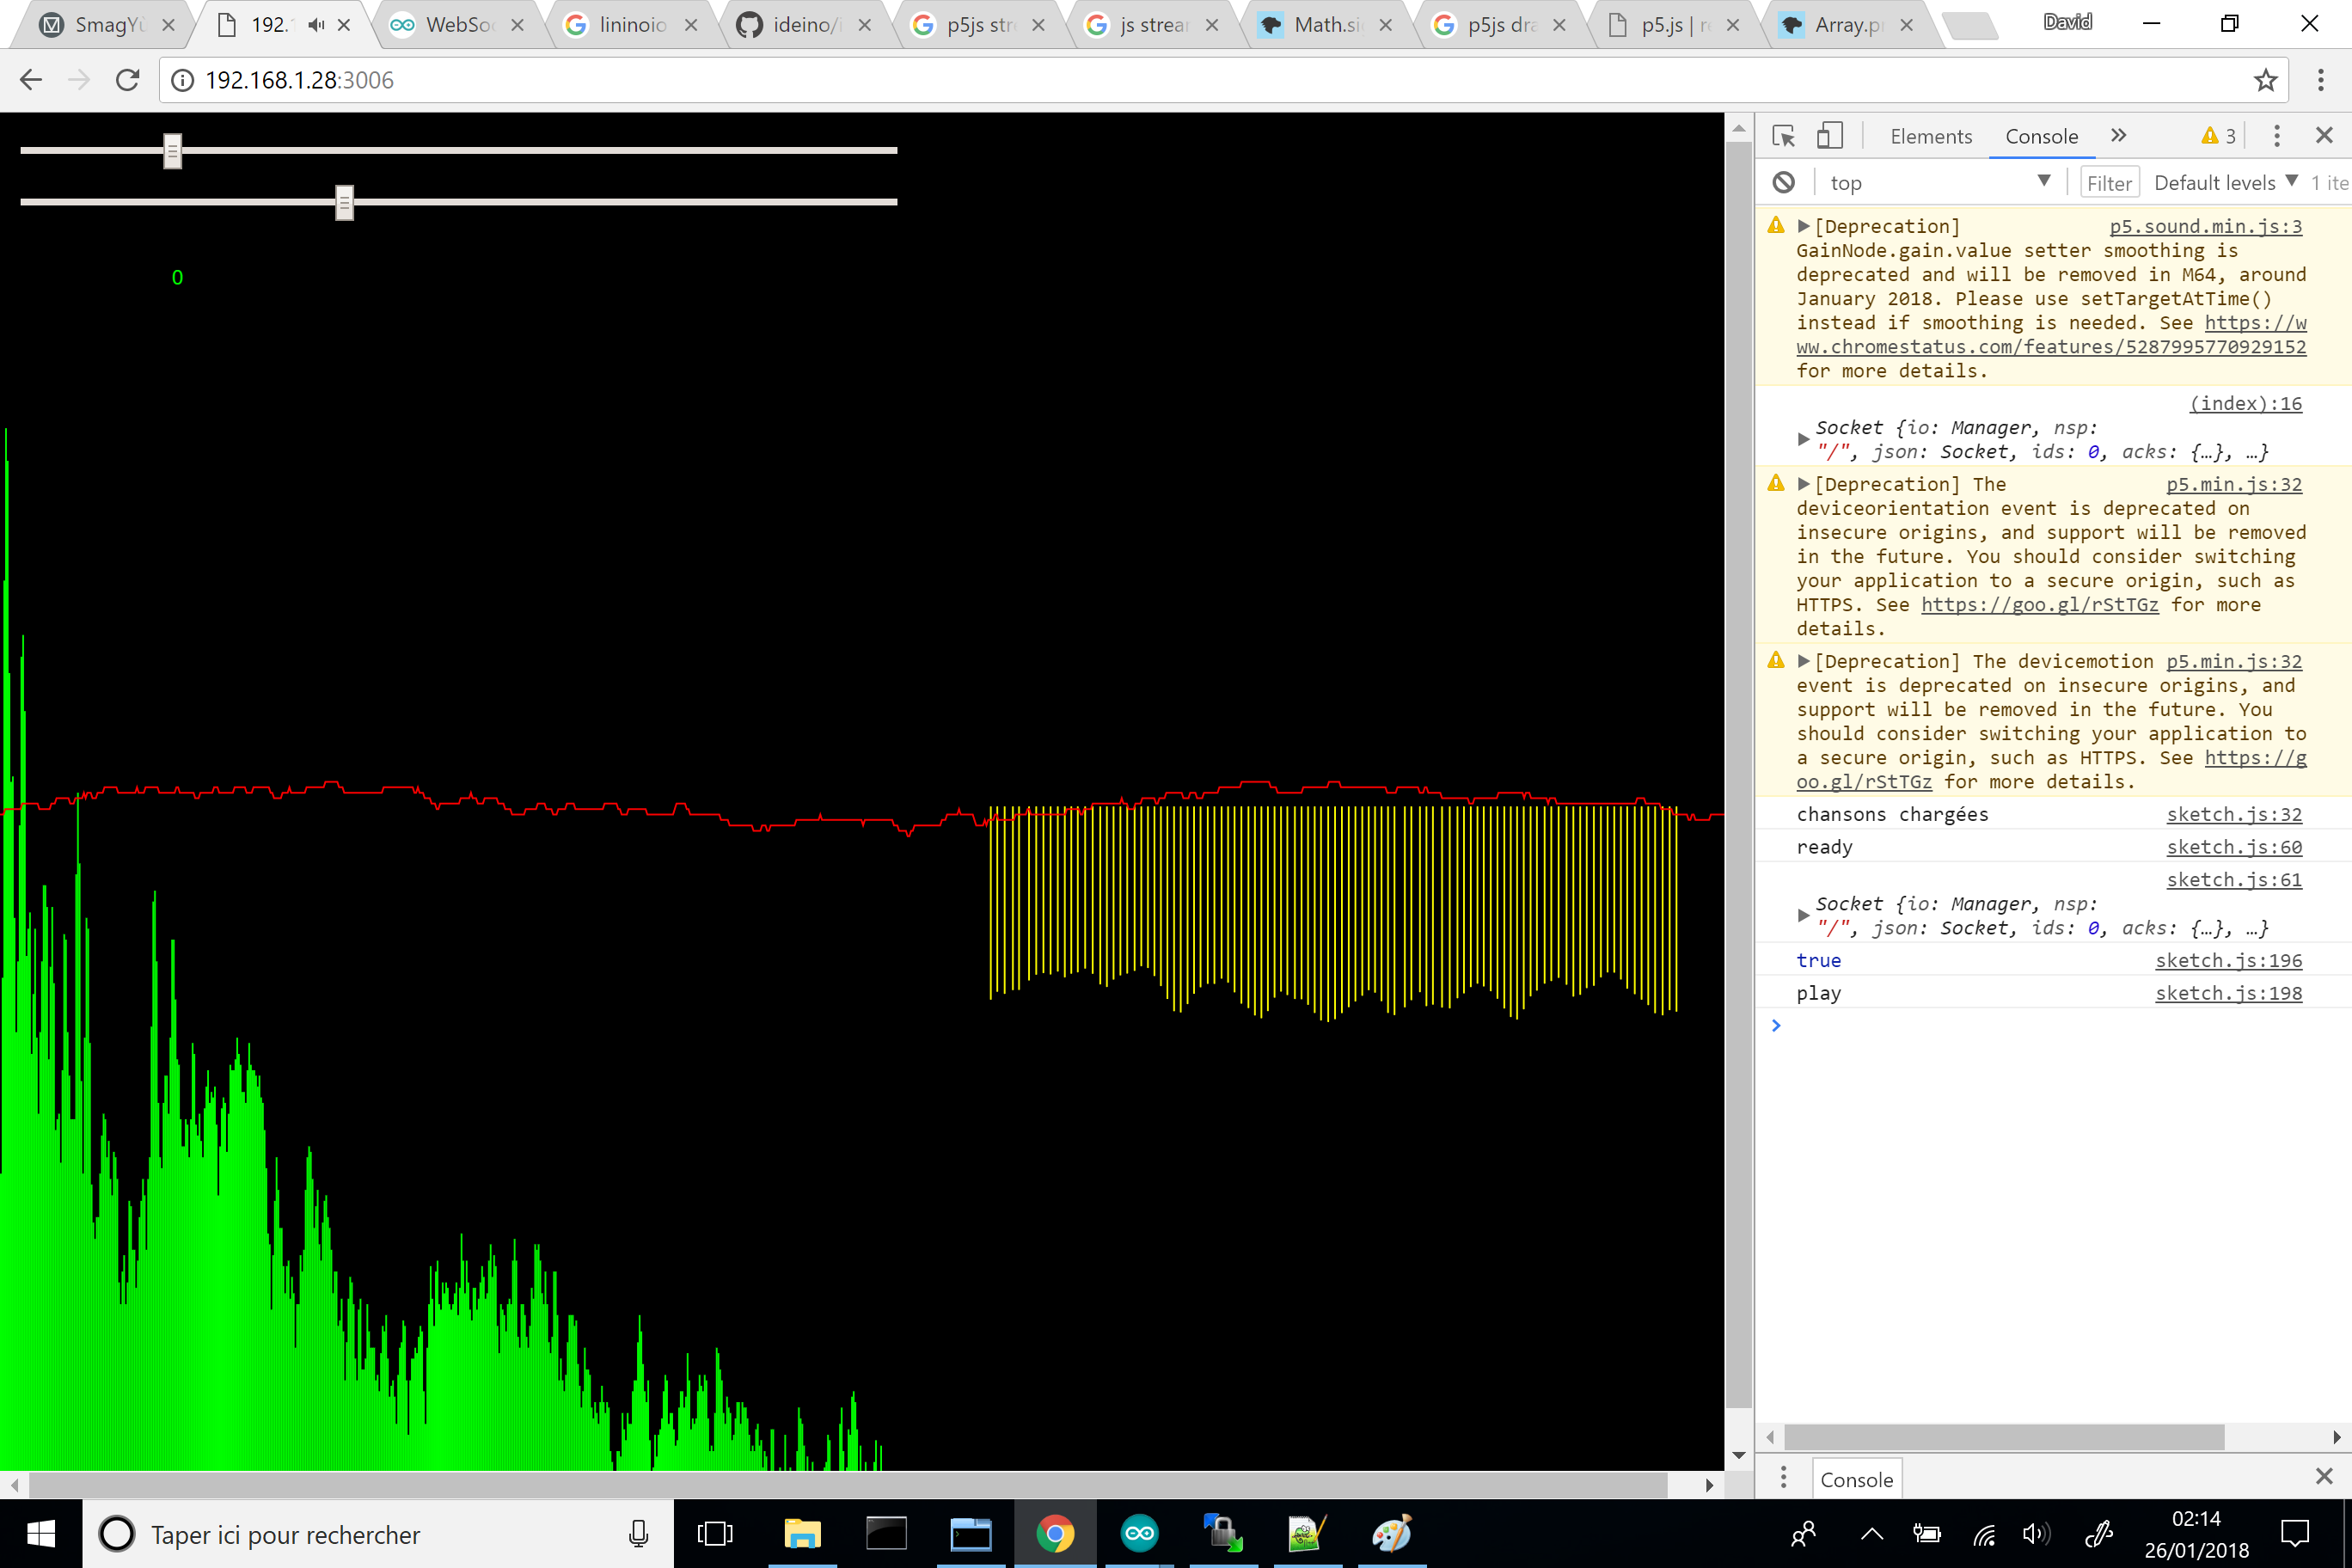 SmagYù
192.1
WebSoc
lininoio
ideino/i
p5js str
js strear
Math.sig
p5js dra
p5.js | re
Array.pr
David
192.168.1.28:3006
0
Elements
Console
3
top
Filter
Default levels
1 ite
[Deprecation] p5.sound.min.js:3
GainNode.gain.value setter smoothing is
deprecated and will be removed in M64, around
January 2018. Please use setTargetAtTime()
instead if smoothing is needed. See https://w
ww.chromestatus.com/features/5287995770929152
for more details.
(index):16
Socket {io: Manager, nsp:
"/", json: Socket, ids: 0, acks: {…}, …}
[Deprecation] The p5.min.js:32
deviceorientation event is deprecated on
insecure origins, and support will be removed
in the future. You should consider switching
your application to a secure origin, such as
HTTPS. See https://goo.gl/rStTGz for more
details.
[Deprecation] The devicemotion p5.min.js:32
event is deprecated on insecure origins, and
support will be removed in the future. You
should consider switching your application to
a secure origin, such as HTTPS. See https://g
oo.gl/rStTGz for more details.
chansons chargées sketch.js:32
ready sketch.js:60
sketch.js:61
Socket {io: Manager, nsp:
"/", json: Socket, ids: 0, acks: {…}, …}
true sketch.js:196
play sketch.js:198
Console
Taper ici pour rechercher
02:14
26/01/2018